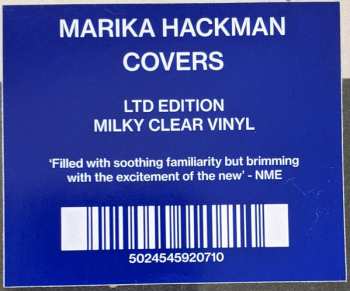 MARIKA HACKMAN
COVERS
LTD EDITION
MILKY CLEAR VINYL
'Filled with soothing familiarity but brimming
with the excitement of the new' - NME
5024545920710